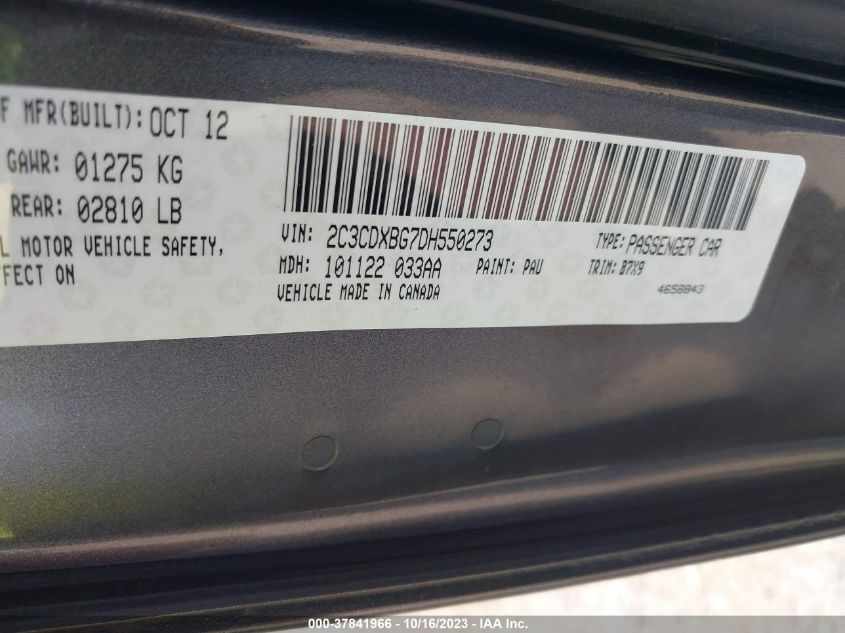 F MFR(BUILT): OCT 12
GAWR: 01275 KG
REAR: 02810 LB
L MOTOR VEHICLE SAFETY,
FFECT ON
VIN: 2C3CDXBG7DH550273
TYPE: PASSENGER CAR
MDH: 101122 033AA
PAINT: PAU
TRIM: B7X9
VEHICLE MADE IN CANADA
4658843
000-37841966 - 10/16/2023 - IAA Inc.